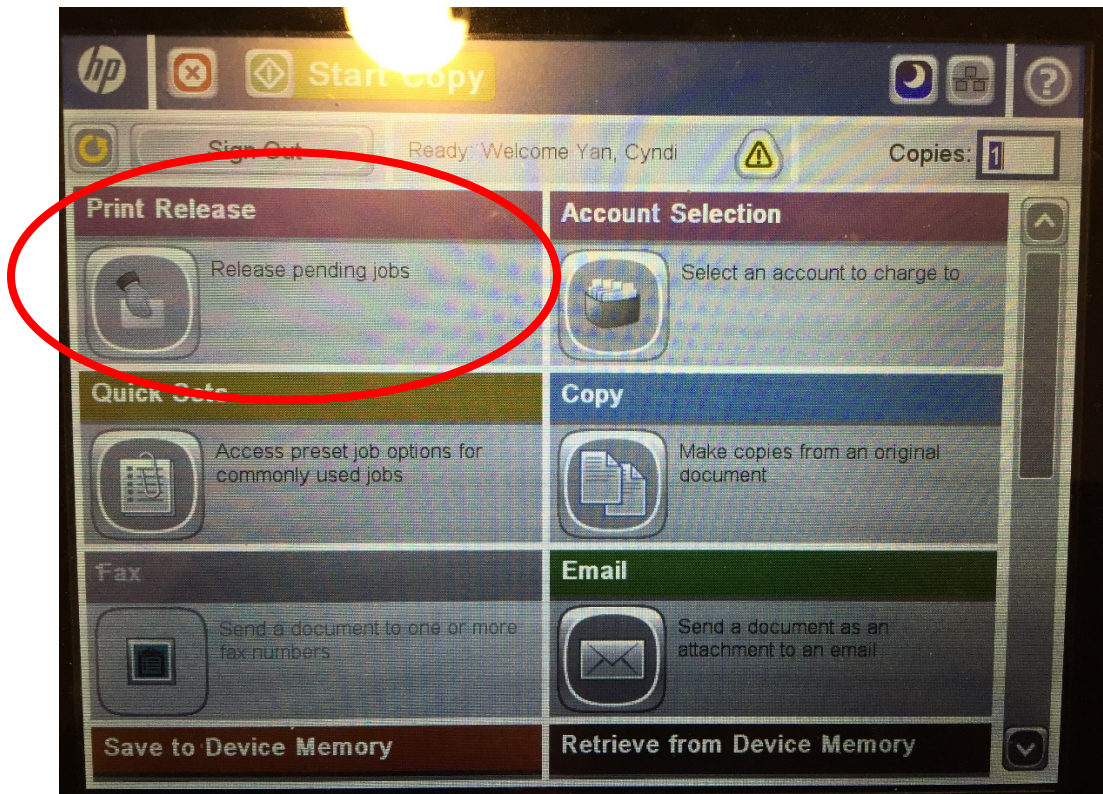 hp
Start Copy
?
Sign Out
Ready: Welcome Yan, Cyndi
Copies: 1
Print Release
Release pending jobs
Account Selection
Select an account to charge to
Quick Sets
Access preset job options for
commonly used jobs
Copy
Make copies from an original
document
Fax
Send a document to one or more
fax numbers
Email
Send a document as an
attachment to an email
Save to Device Memory
Retrieve from Device Memory